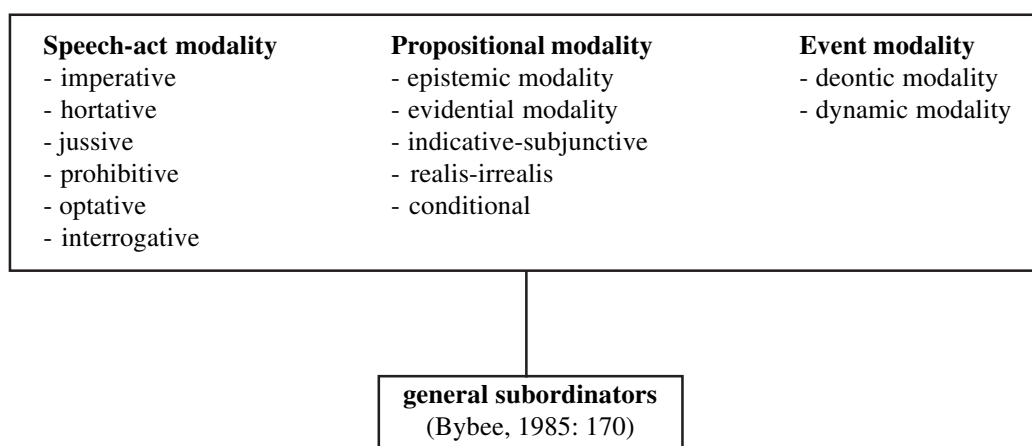 Speech-act modality
- imperative
- hortative
- jussive
- prohibitive
- optative
- interrogative
Propositional modality
- epistemic modality
- evidential modality
- indicative-subjunctive
- realis-irrealis
- conditional
Event modality
- deontic modality
- dynamic modality
general subordinators
(Bybee, 1985: 170)